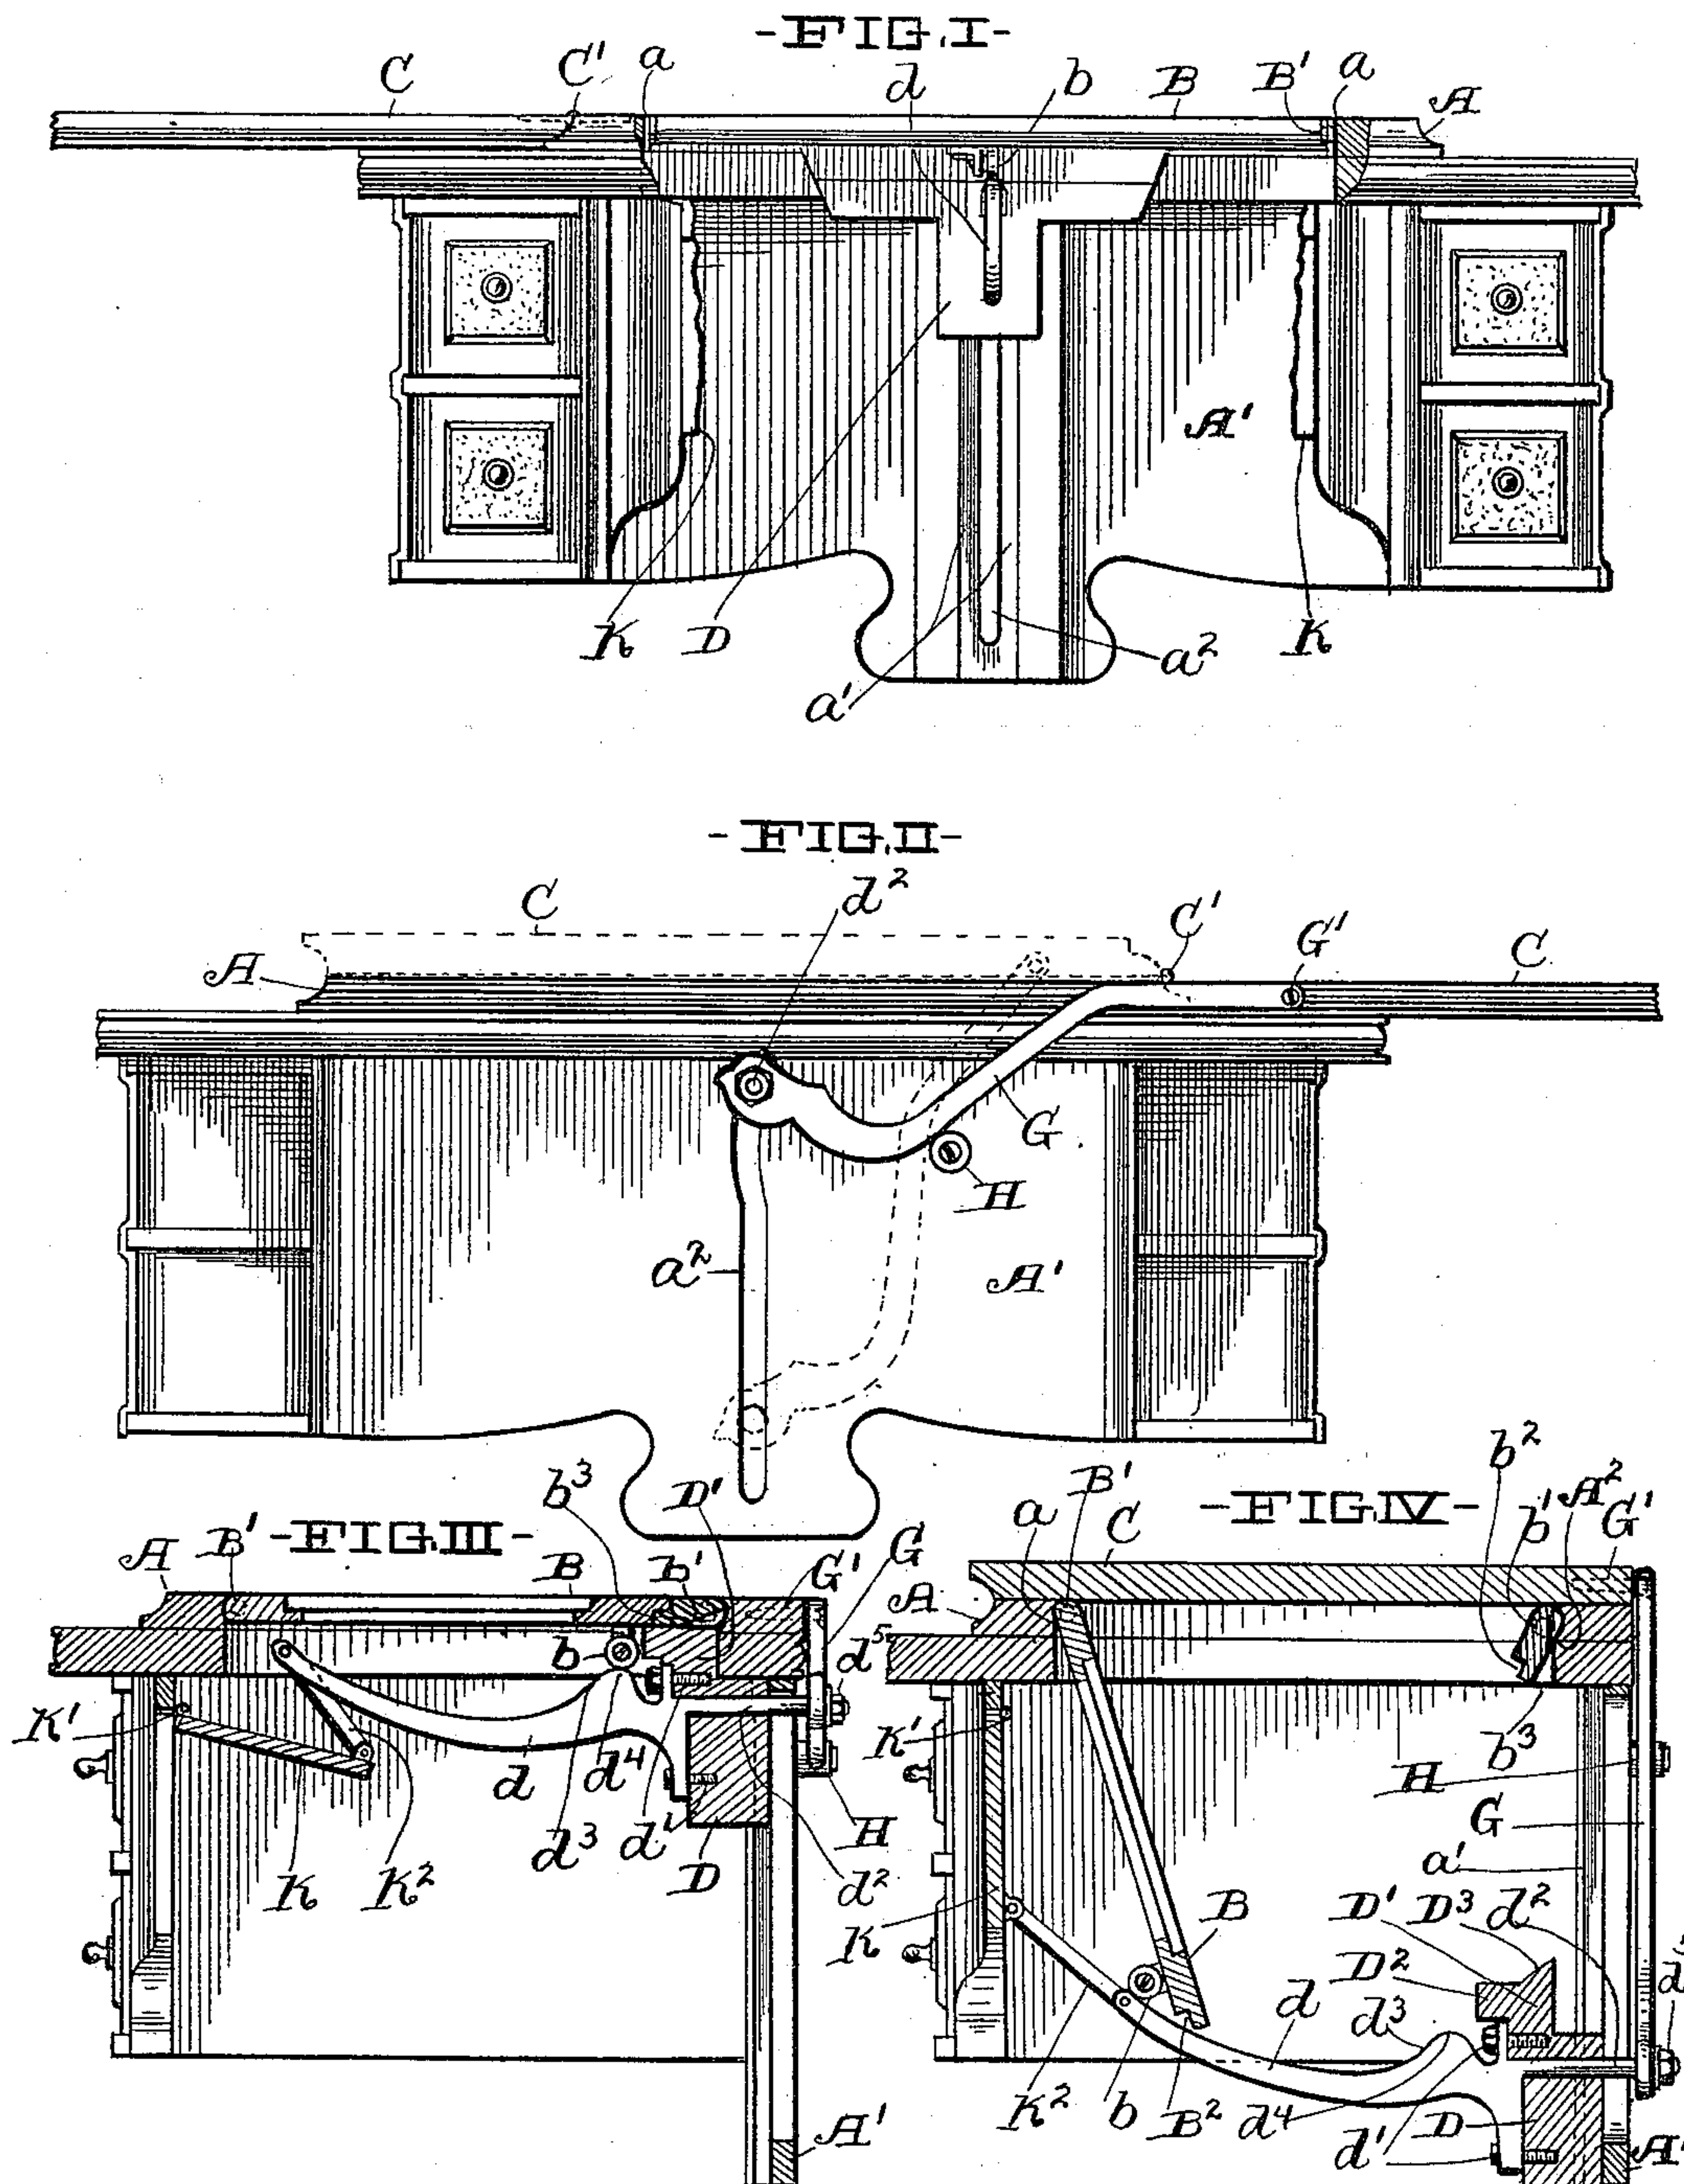 -FIG.I-
C C' a d b B B' a A
A'
K D a² K
a'
-FIG.II-
C d² C' G' C
A
G
H
a² A'
-FIG.III-
b³ D'
A B' B b' G' G
b d⁵
K'
d d⁴ H
d³ d' D
K K² d²
A'
-FIG.IV-
B' b² A²
a C b' G'
A
K' b³
H
G
a'
B D' D³ d²
K D² d⁵
d d³
K² b B² d⁴ D
d' A'